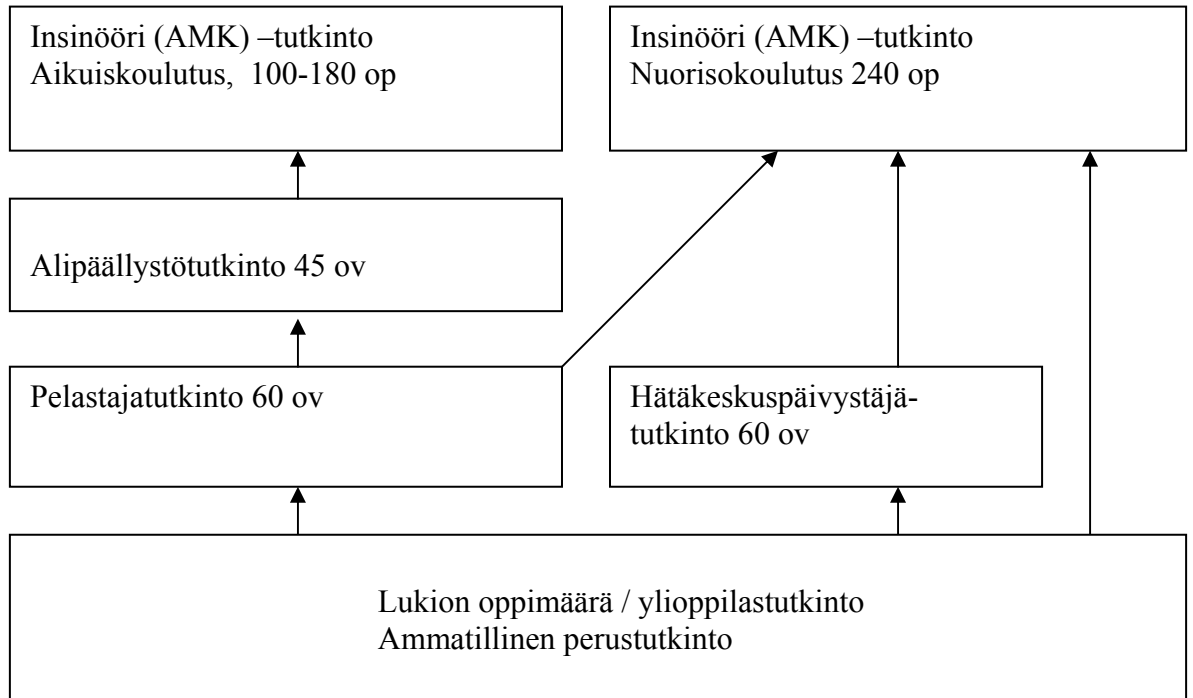 Insinööri (AMK) –tutkinto
Aikuiskoulutus,  100-180 op
Insinööri (AMK) –tutkinto
Nuorisokoulutus 240 op
Alipäällystötutkinto 45 ov
Pelastajatutkinto 60 ov
Hätäkeskuspäivystäjä-
tutkinto 60 ov
Lukion oppimäärä / ylioppilastutkinto
Ammatillinen perustutkinto